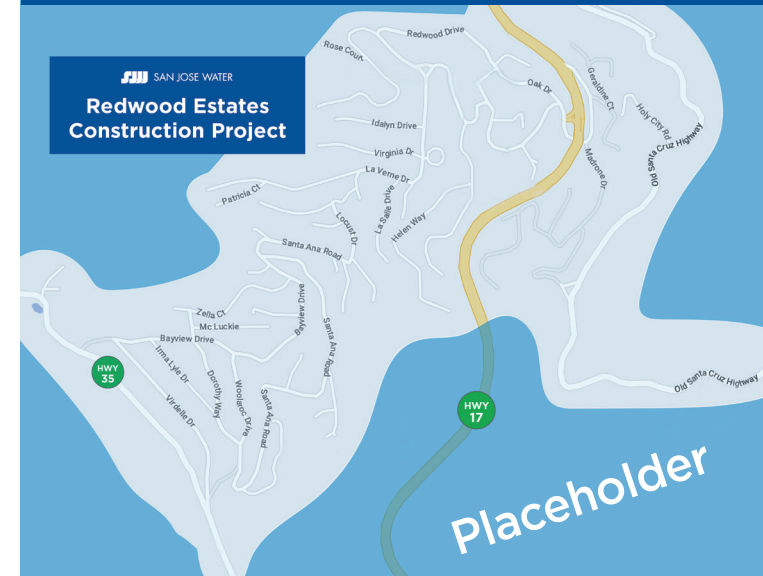 SJW SAN JOSE WATER
Redwood Estates
Construction Project
Redwood Drive
Rose Cour
Oak Dr
Geraldine Ct
Holy City Rd
Idalyn Drive
Old Santa Cruz Highway
Virginia Dr
Madrone Dr
La Verne Dr
Patricia Ct
La Salle Drive
Locust Dr
Helen Way
Santa Ana Road
Bayview Drive
Zella Ct
Mc Luckie
Santa Ana Road
Bayview Drive
Irma Lyle Dr
HWY
35
Dorothy Way
Woolaroc Drive
Santa Ana Road
Virdelle Dr
Old Santa Cruz Highway
HWY
17
Placeholder